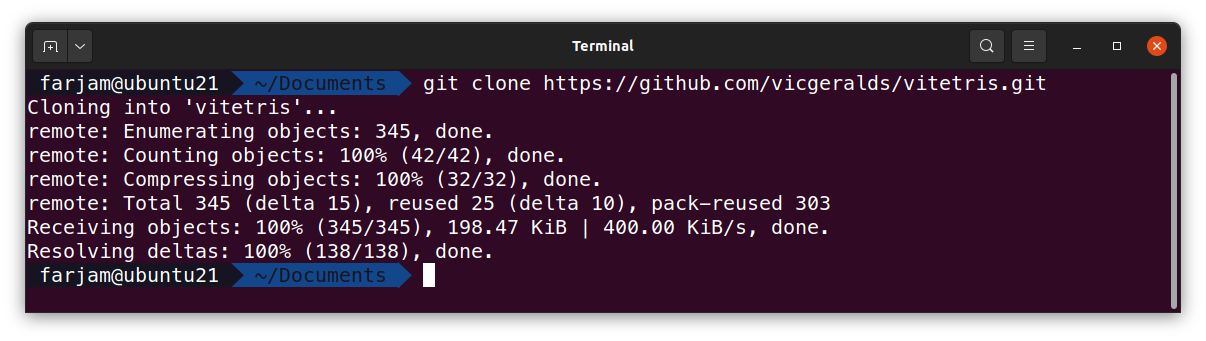 Terminal
farjam@ubuntu21 ~/Documents git clone https://github.com/vicgeralds/vitetris.git
Cloning into 'vitetris'...
remote: Enumerating objects: 345, done.
remote: Counting objects: 100% (42/42), done.
remote: Compressing objects: 100% (32/32), done.
remote: Total 345 (delta 15), reused 25 (delta 10), pack-reused 303
Receiving objects: 100% (345/345), 198.47 KiB | 400.00 KiB/s, done.
Resolving deltas: 100% (138/138), done.
farjam@ubuntu21 ~/Documents